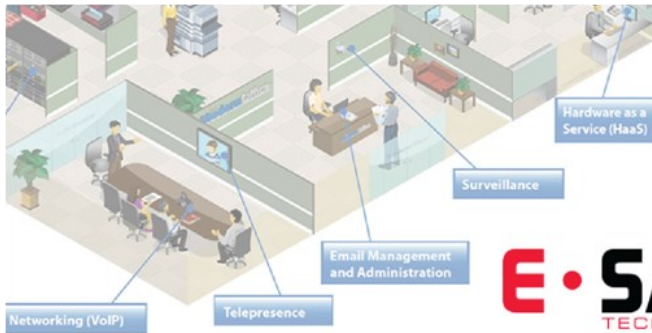 Hardware as a
Service (HaaS)
Surveillance
Email Management
and Administration
Telepresence
Networking (VoIP)